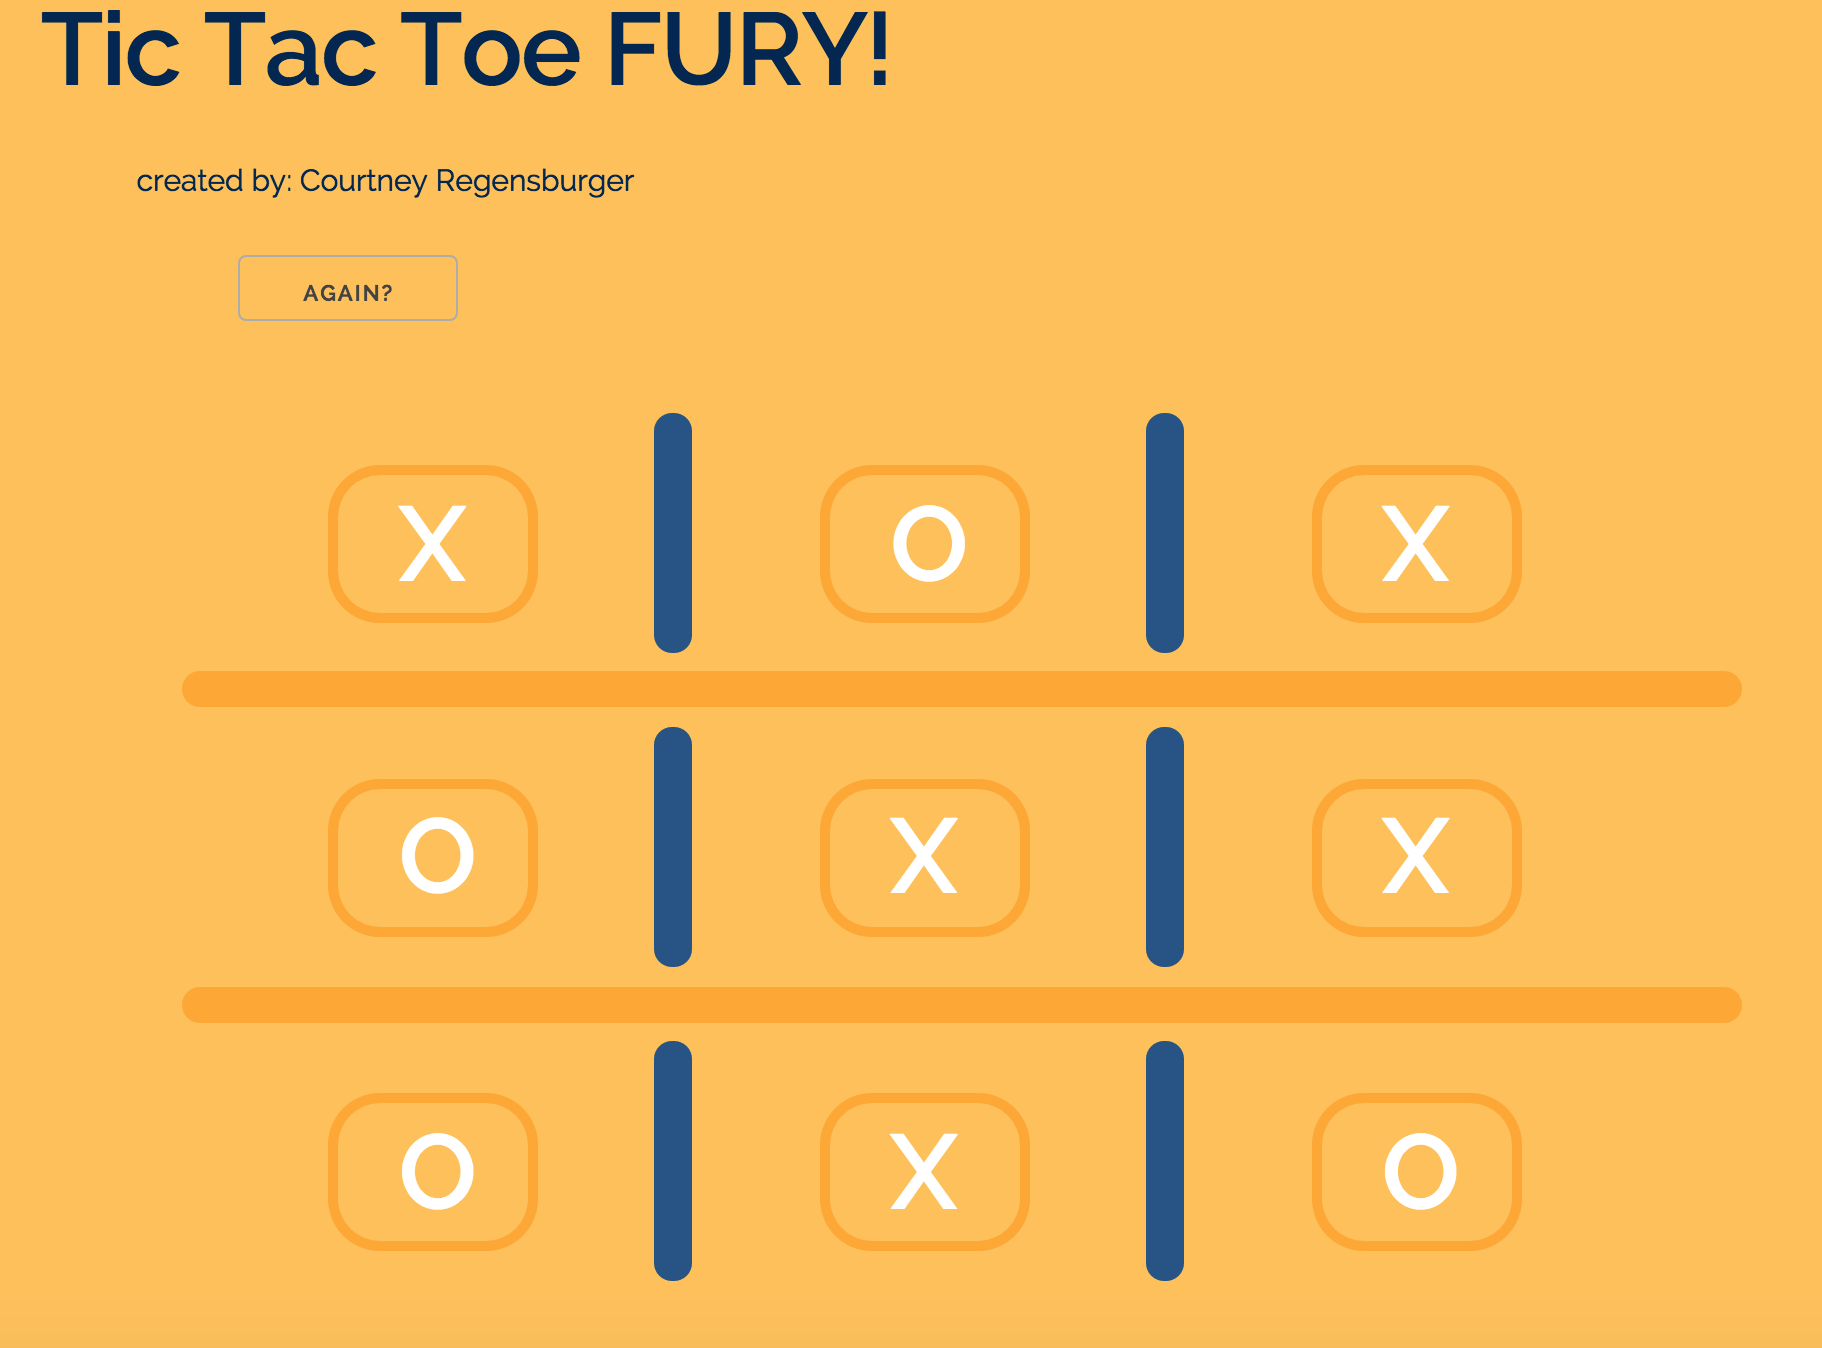 Tic Tac Toe FURY!
created by: Courtney Regensburger
AGAIN?
X O X
O X X
O X O